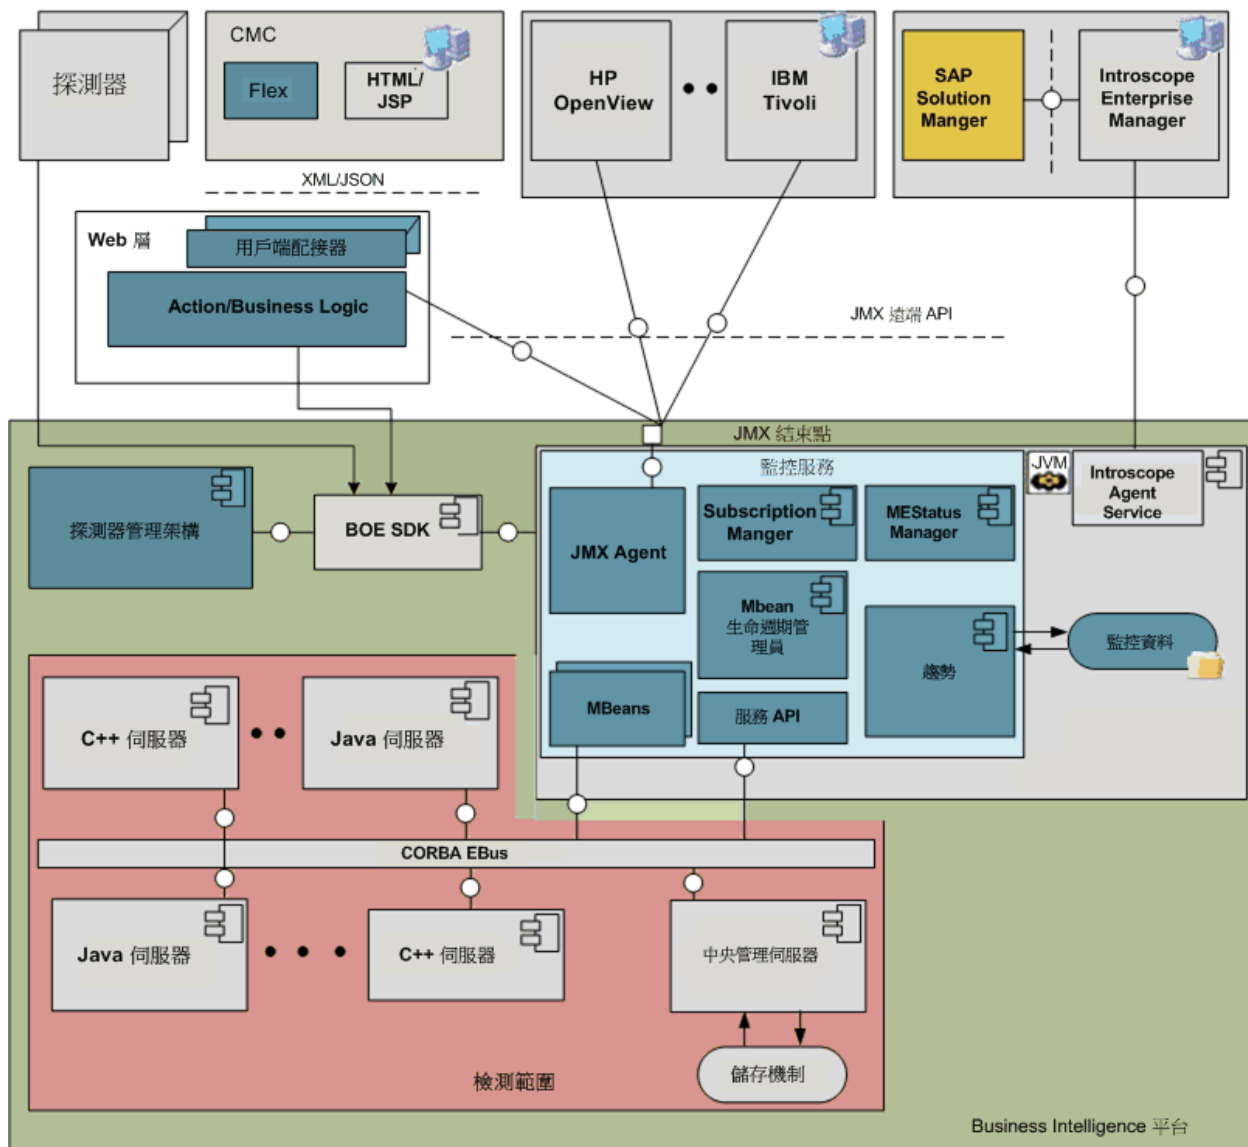 探測器
CMC
Flex
HTML/
JSP
HP
OpenView
IBM
Tivoli
SAP
Solution
Manger
Introscope
Enterprise
Manager
XML/JSON
Web 層
用戶端配接器
Action/Business Logic
JMX 遠端 API
JMX 結束點
監控服務
JVM
Introscope
Agent
Service
探測器管理架構
BOE SDK
JMX Agent
Subscription
Manger
MEStatus
Manager
Mbean
生命週期管
理員
趨勢
監控資料
MBeans
服務 API
C++ 伺服器
Java 伺服器
CORBA EBus
Java 伺服器
C++ 伺服器
中央管理伺服器
儲存機制
檢測範圍
Business Intelligence 平台